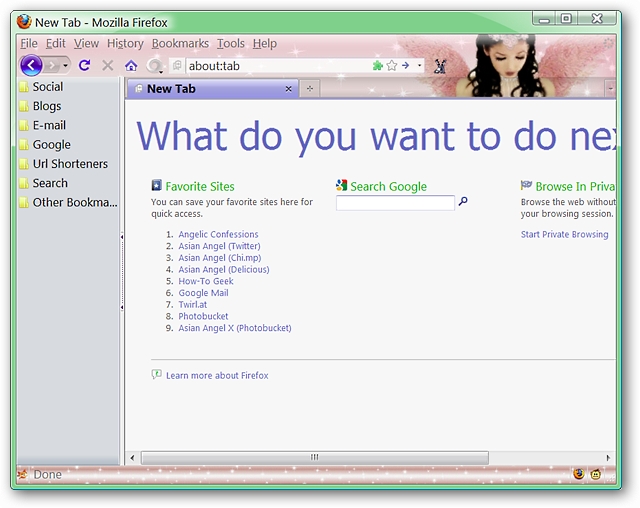 New Tab - Mozilla Firefox
File Edit View History Bookmarks Tools Help
about:tab
Social
Blogs
E-mail
Google
Url Shorteners
Search
Other Bookma...
New Tab
What do you want to do nex
Favorite Sites
You can save your favorite sites here for
quick access.
1. Angelic Confessions
2. Asian Angel (Twitter)
3. Asian Angel (Chi.mp)
4. Asian Angel (Delicious)
5. How-To Geek
6. Google Mail
7. Twirl.at
8. Photobucket
9. Asian Angel X (Photobucket)
Search Google
Browse In Priva
Browse the web without
your browsing session.
Start Private Browsing
Learn more about Firefox
Done